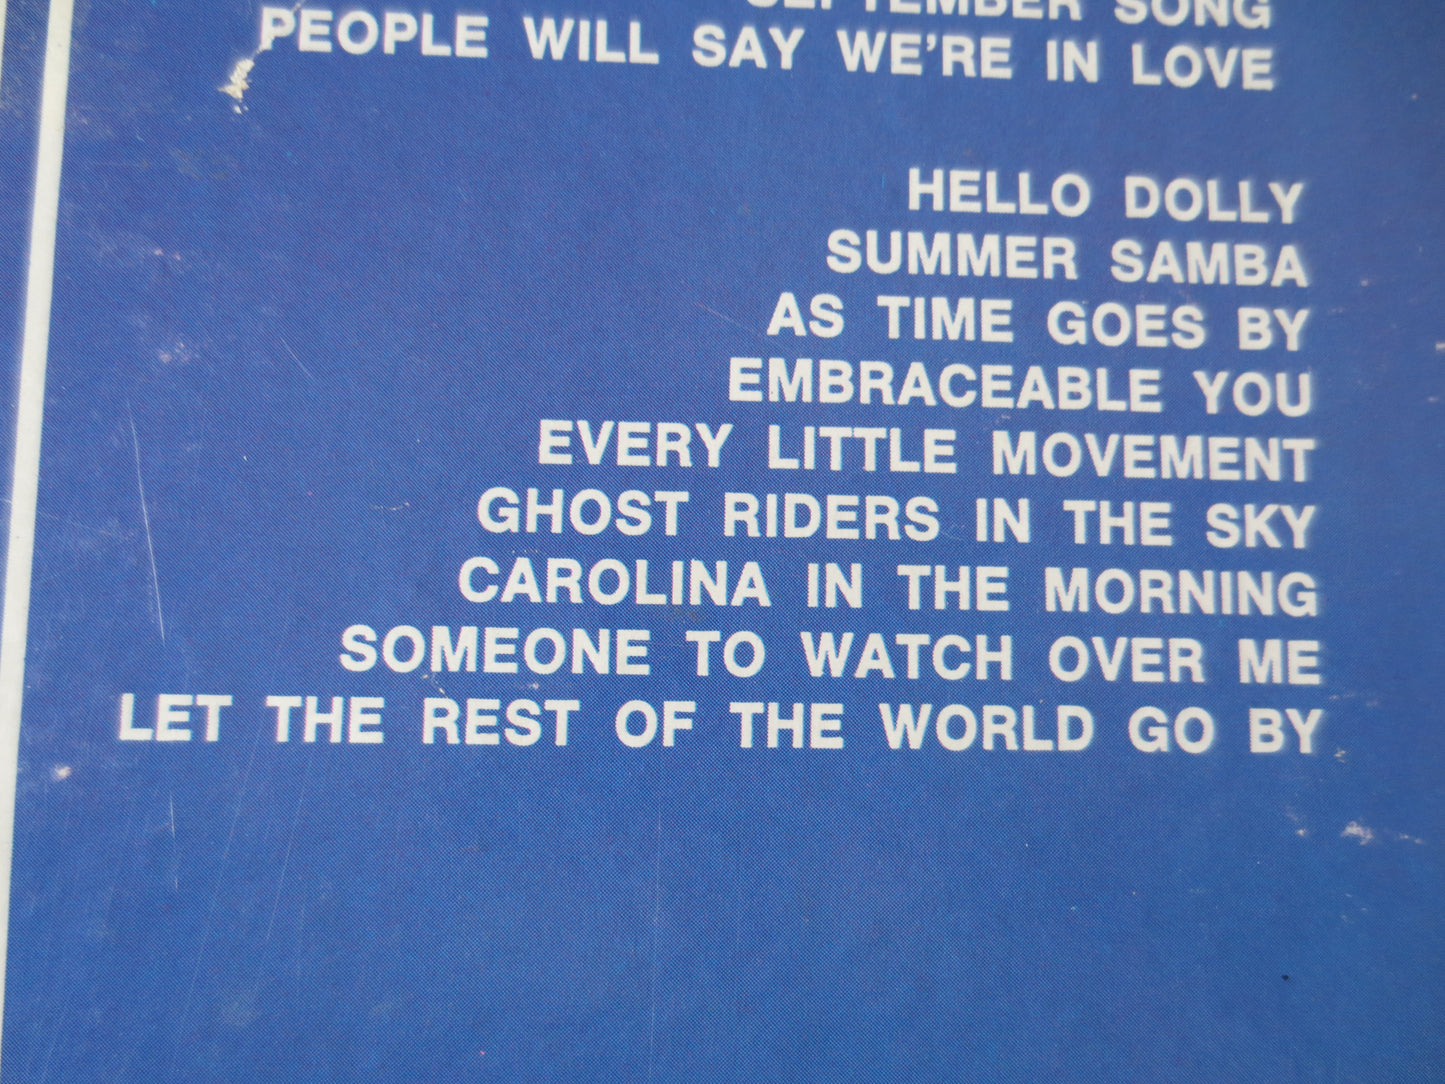 SEPTEMBER SONG
PEOPLE WILL SAY WE'RE IN LOVE
HELLO DOLLY
SUMMER SAMBA
AS TIME GOES BY
EMBRACEABLE YOU
EVERY LITTLE MOVEMENT
GHOST RIDERS IN THE SKY
CAROLINA IN THE MORNING
SOMEONE TO WATCH OVER ME
LET THE REST OF THE WORLD GO BY